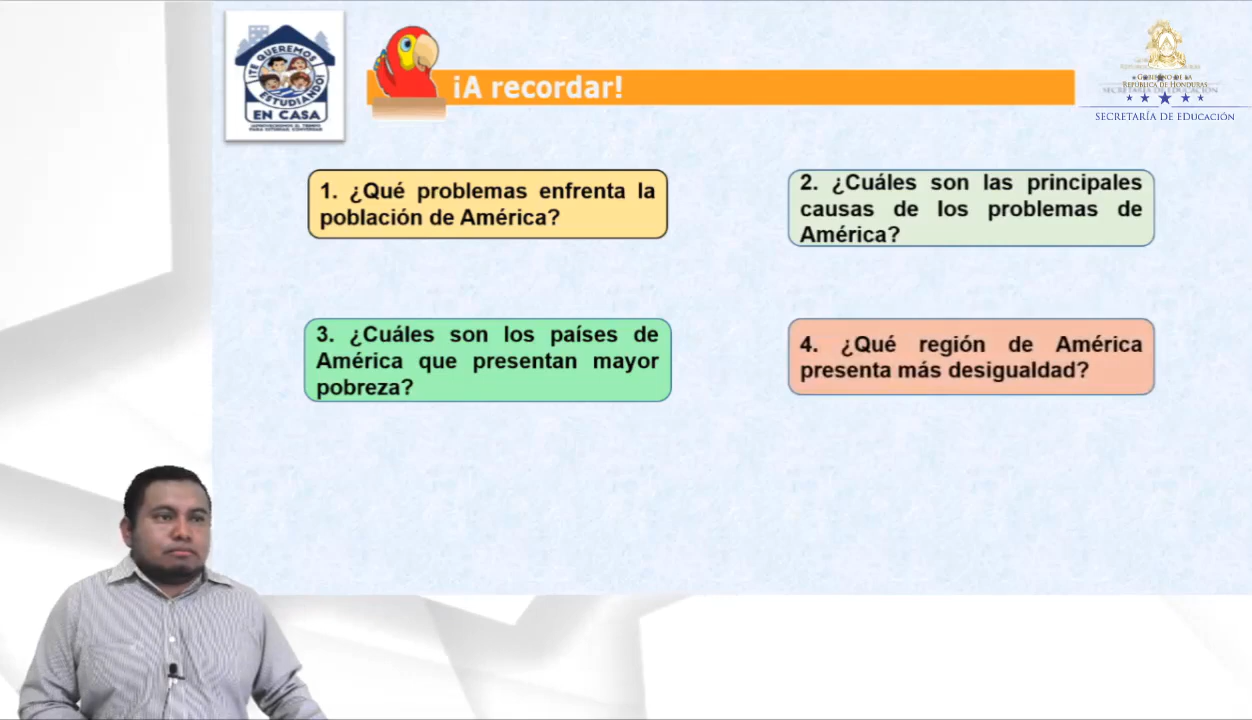 ¡TE QUEREMOS
ESTUDIANDO!
EN CASA
¡A recordar!
GOBIERNO DE LA
REPÚBLICA DE HONDURAS
SECRETARÍA DE EDUCACIÓN
1. ¿Qué problemas enfrenta la
población de América?
2. ¿Cuáles son las principales
causas de los problemas de
América?
3. ¿Cuáles son los países de
América que presentan mayor
pobreza?
4. ¿Qué región de América
presenta más desigualdad?